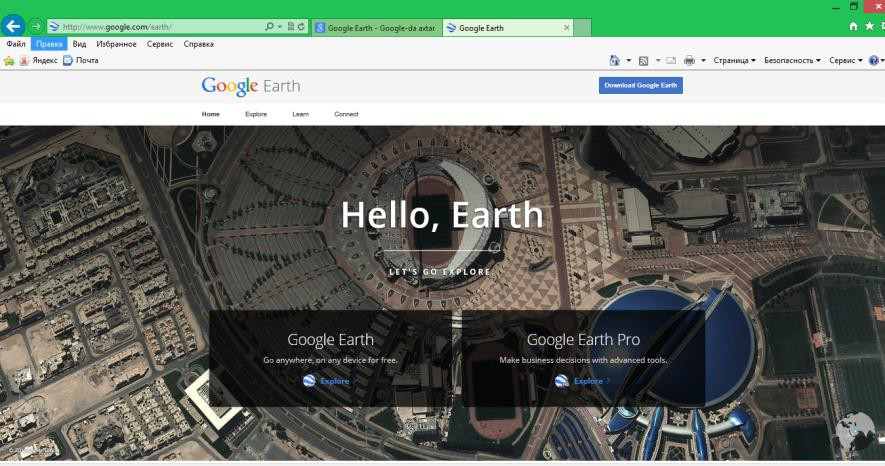 http://www.google.com/earth/
Google Earth - Google-da axtar
Google Earth
Файл Правка Вид Избранное Сервис Справка
Яндекс Почта
Страница Безопасность Сервис
Google Earth
Download Google Earth
Home Explore Learn Connect
Hello, Earth
LET'S GO EXPLORE
Google Earth
Go anywhere, on any device for free.
Explore
Google Earth Pro
Make business decisions with advanced tools.
Explore